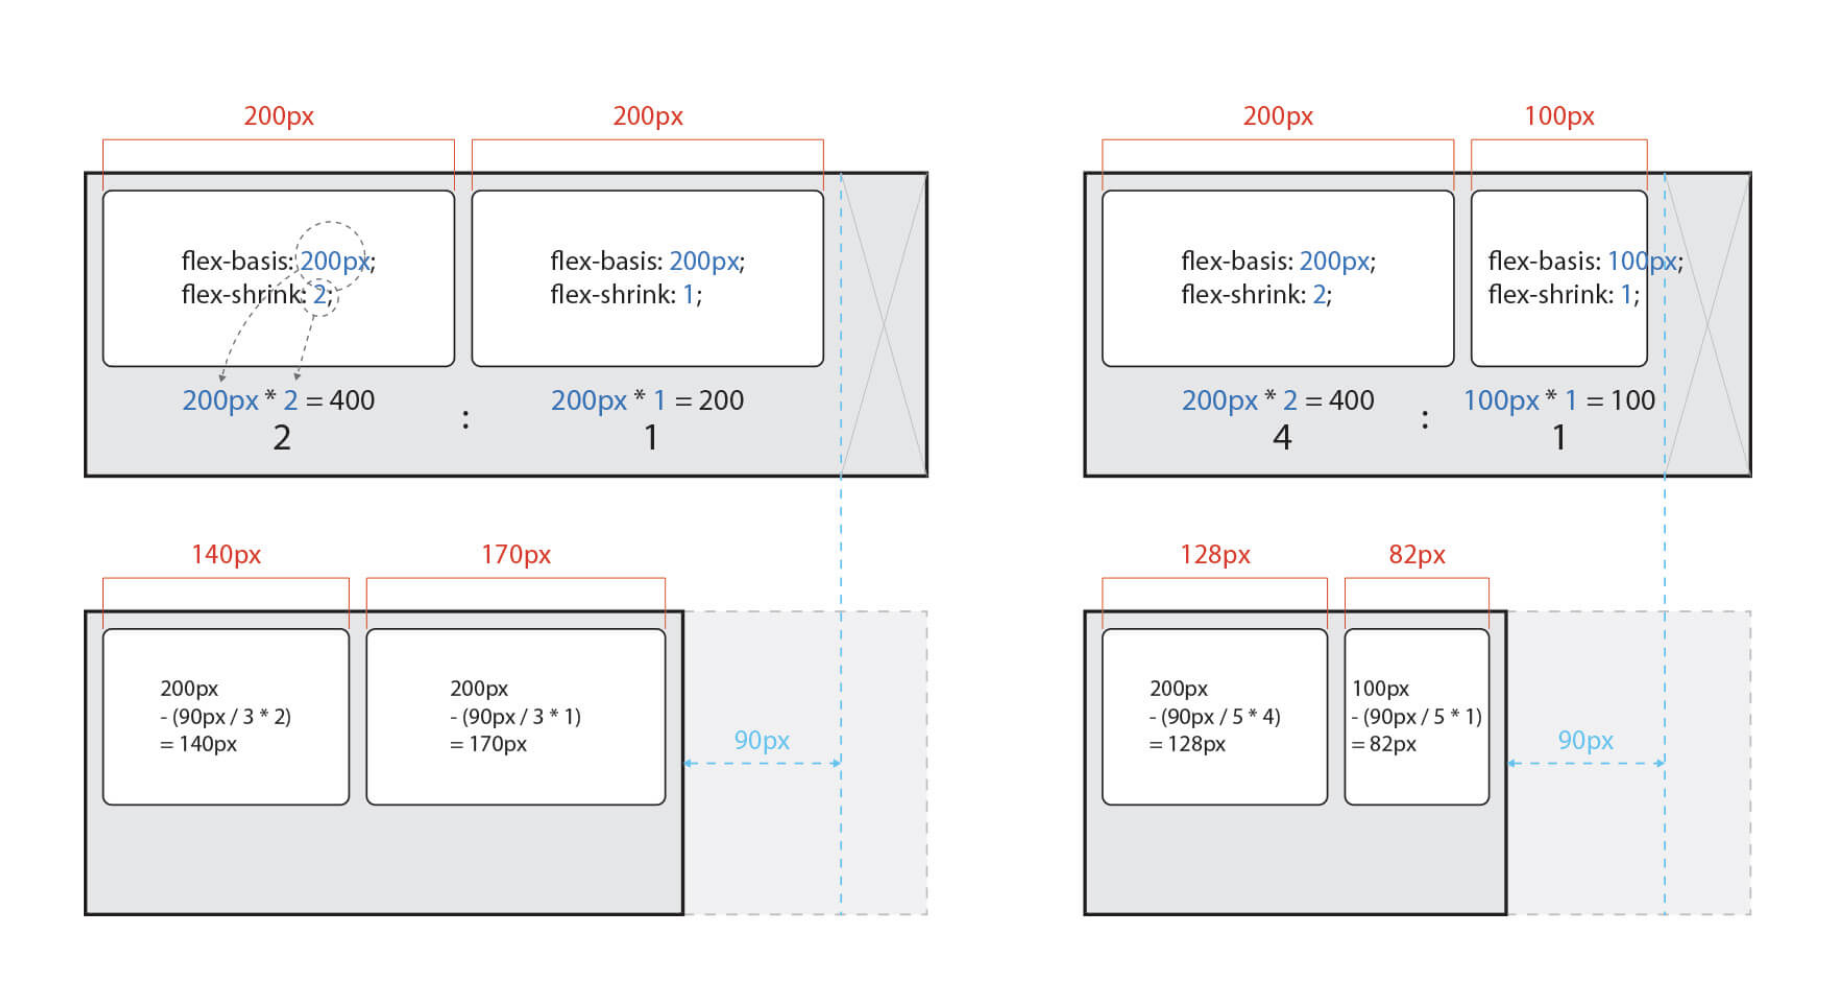 200px
200px
flex-basis: 200px;
flex-shrink: 2;
flex-basis: 200px;
flex-shrink: 1;
200px * 2 = 400
:
200px * 1 = 200
2
1
200px
100px
flex-basis: 200px;
flex-shrink: 2;
flex-basis: 100px;
flex-shrink: 1;
200px * 2 = 400
:
100px * 1 = 100
4
1
140px
170px
200px
- (90px / 3 * 2)
= 140px
200px
- (90px / 3 * 1)
= 170px
90px
128px
82px
200px
- (90px / 5 * 4)
= 128px
100px
- (90px / 5 * 1)
= 82px
90px